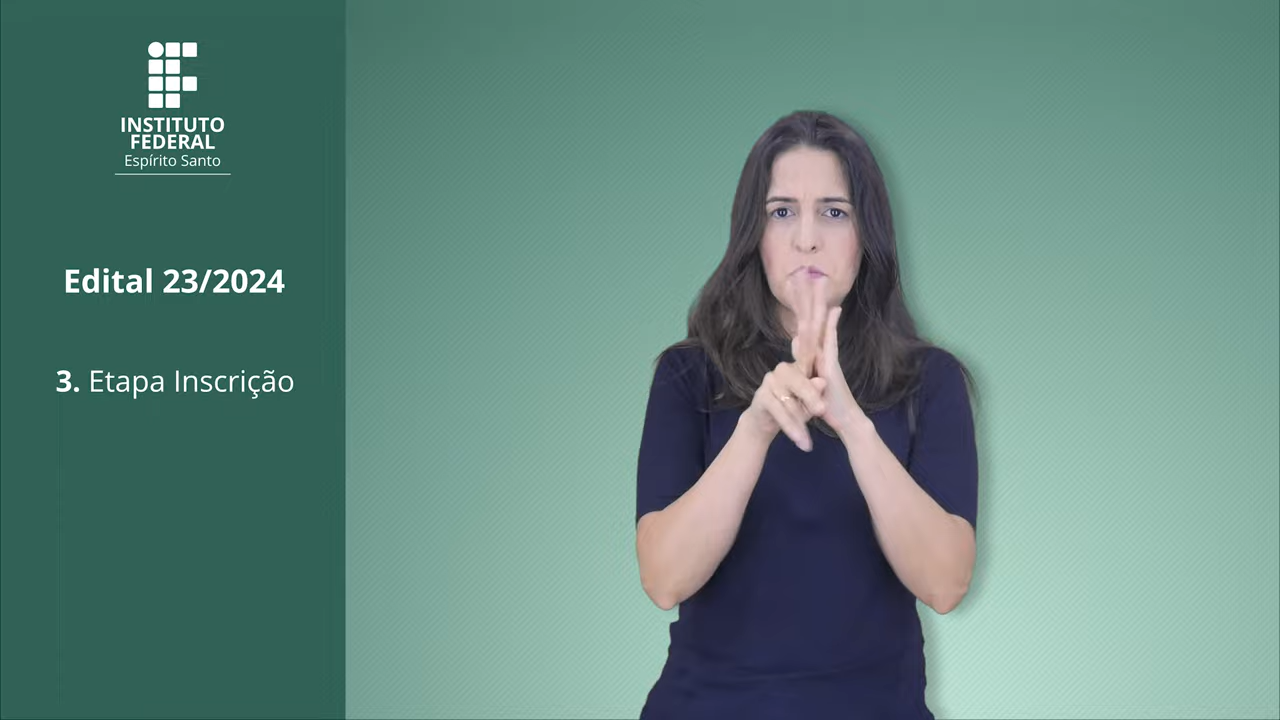 INSTITUTO
FEDERAL
Espírito Santo
Edital 23/2024
3. Etapa Inscrição